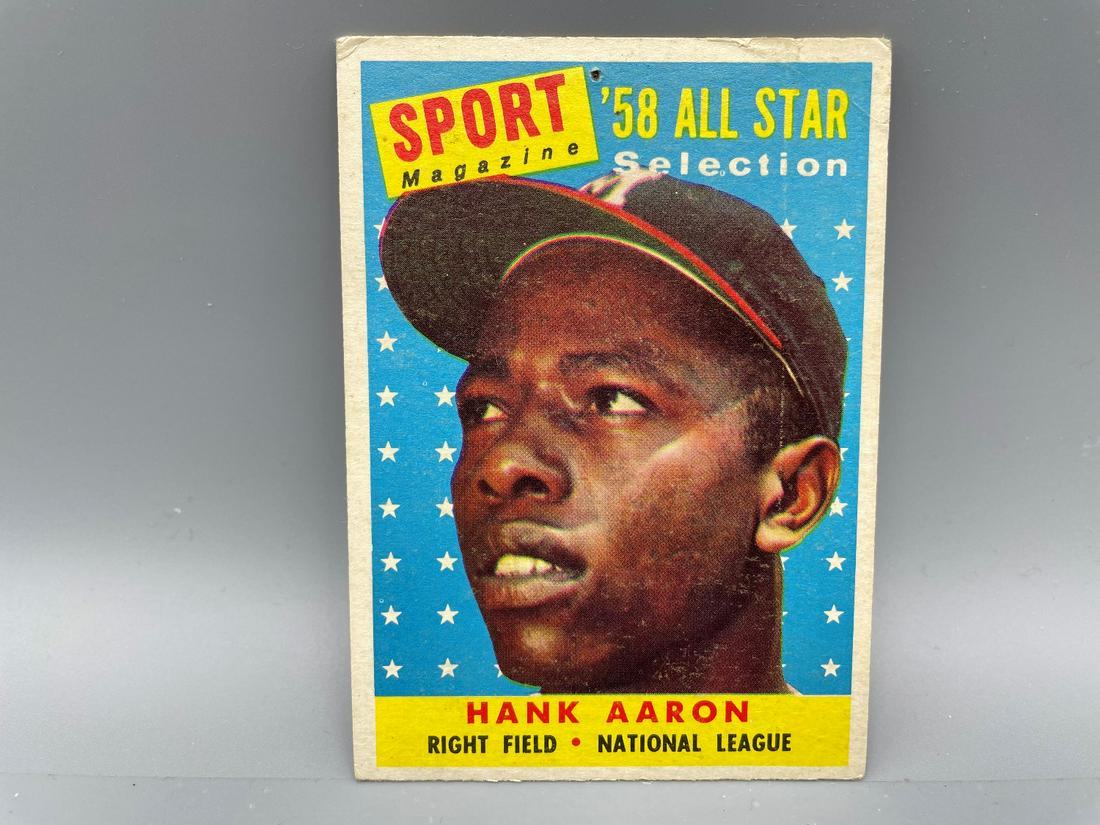 SPORT
Magazine
'58 ALL STAR
Selection
HANK AARON
RIGHT FIELD • NATIONAL LEAGUE